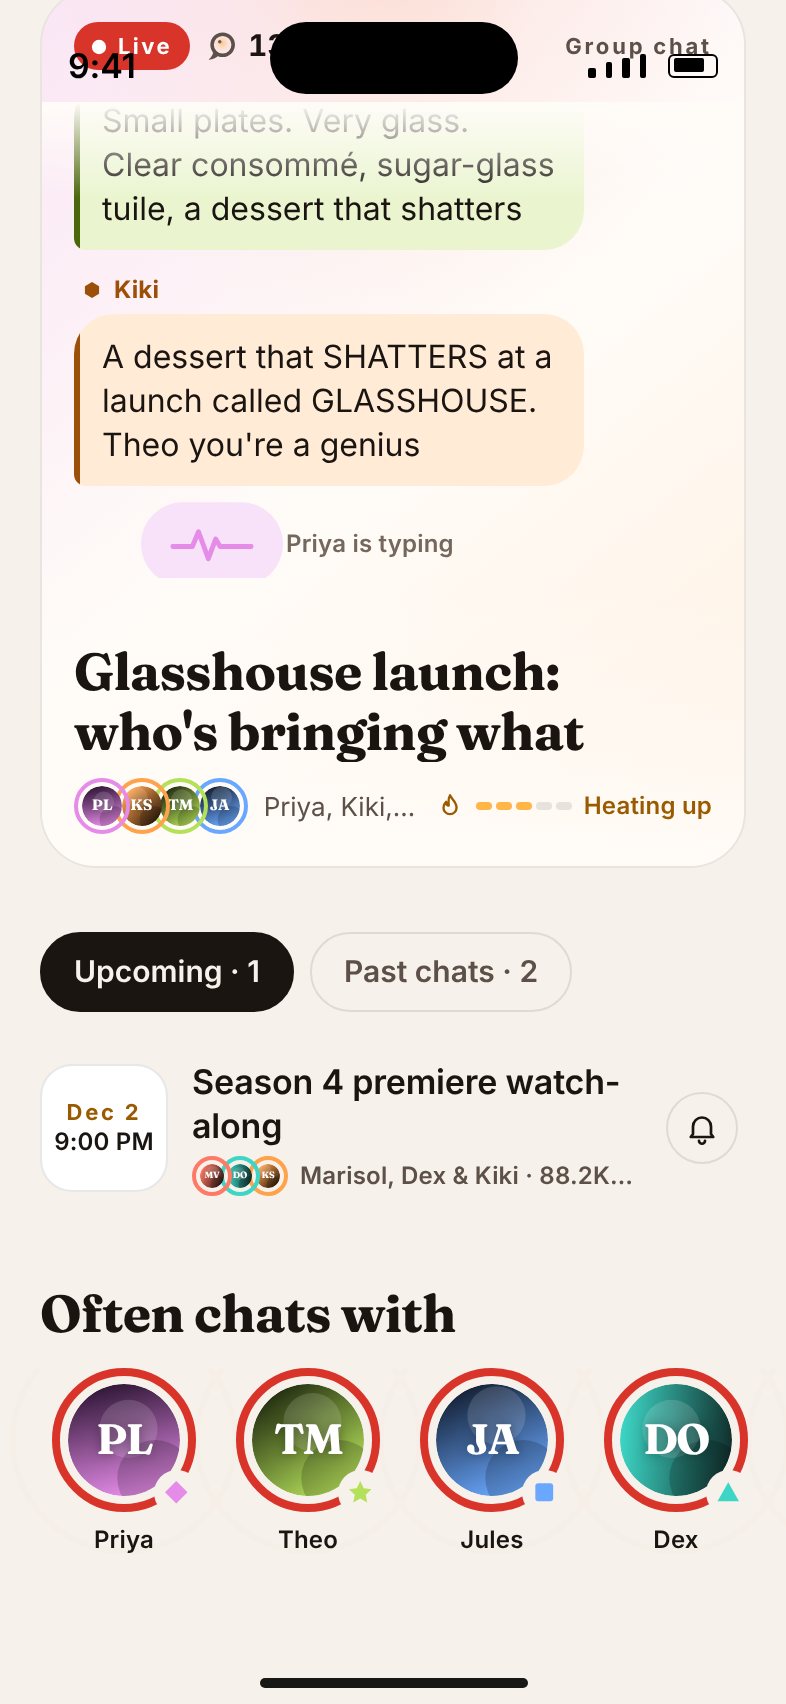 Live
Group chat
9:41
Small plates. Very glass.
Clear consommé, sugar-glass
tuile, a dessert that shatters
Kiki
A dessert that SHATTERS at a
launch called GLASSHOUSE.
Theo you're a genius
Priya is typing
Glasshouse launch:
who's bringing what
PL KS TM JA Priya, Kiki,... Heating up
Upcoming · 1 Past chats · 2
Dec 2
9:00 PM
Season 4 premiere watch-
along
MV DO KS Marisol, Dex & Kiki · 88.2K...
Often chats with
PL TM JA DO
Priya Theo Jules Dex